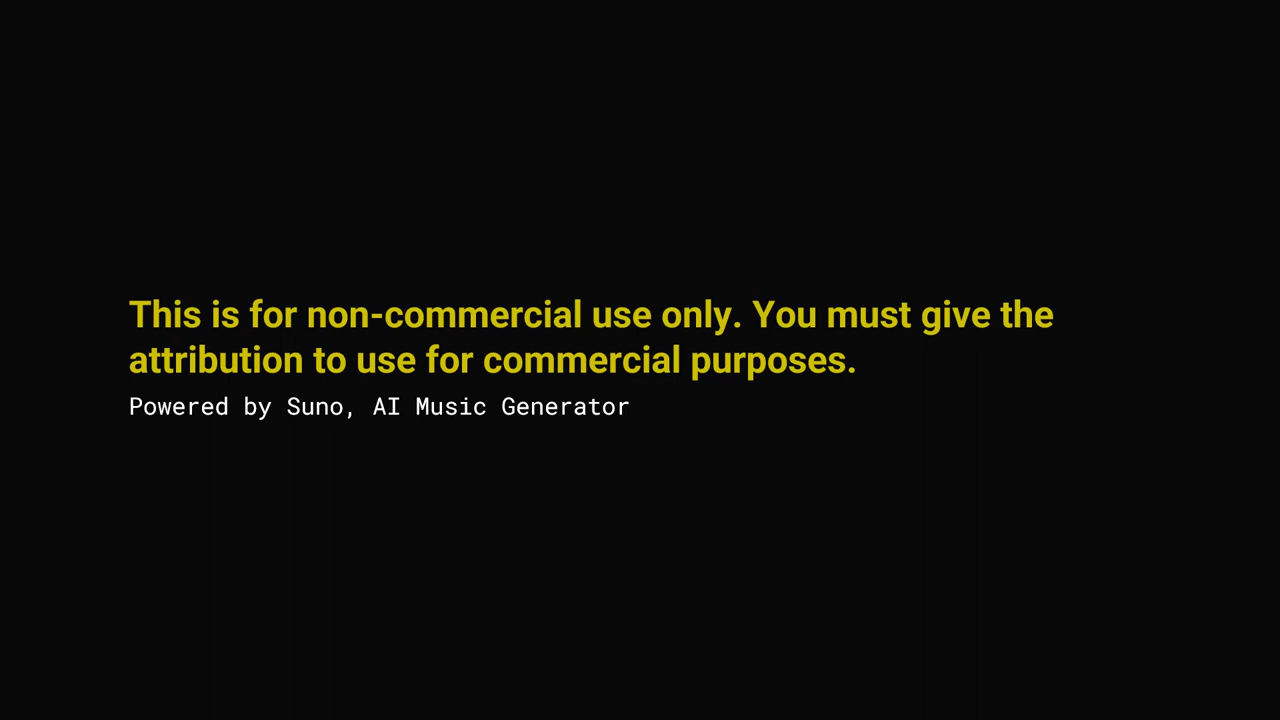 This is for non-commercial use only. You must give the
attribution to use for commercial purposes.
Powered by Suno, AI Music Generator